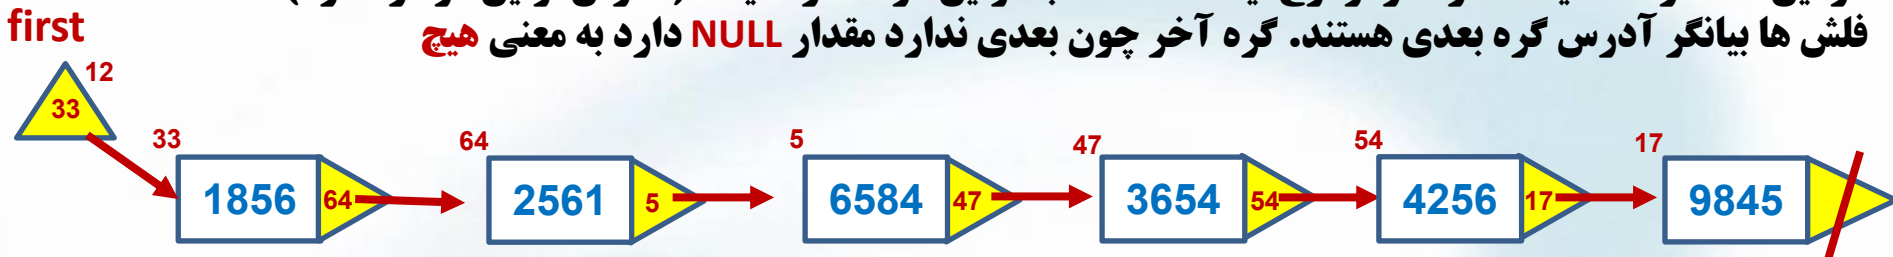 first
فلش ها بیانگر آدرس گره بعدی هستند. گره آخر چون بعدی ندارد مقدار NULL دارد به معنی هیچ
12
33
33 64 5 47 54 17
1856 64 2561 5 6584 47 3654 54 4256 17 9845